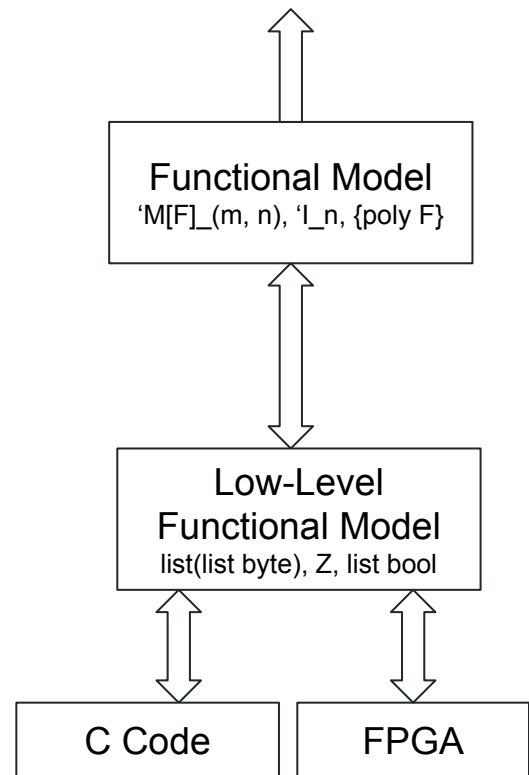 Functional Model
‘M[F]_(m, n), ‘I_n, {poly F}
Low-Level
Functional Model
list(list byte), Z, list bool
C Code
FPGA